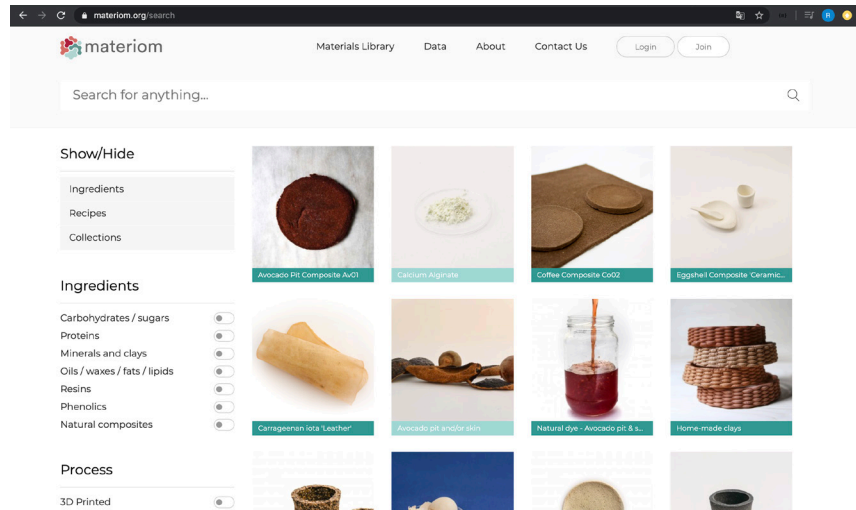 materiom.org/search
materiom
Materials Library
Data
About
Contact Us
Login
Join
Search for anything...
Show/Hide
Ingredients
Recipes
Collections
Ingredients
Carbohydrates / sugars
Proteins
Minerals and clays
Oils / waxes / fats / lipids
Resins
Phenolics
Natural composites
Process
3D Printed
Avocado Pit Composite Av01
Calcium Alginate
Coffee Composite Co02
Eggshell Composite 'Ceramic...
Carrageenan Iota 'Leather'
Avocado pit and/or skin
Natural dye - Avocado pit & s...
Home-made clays